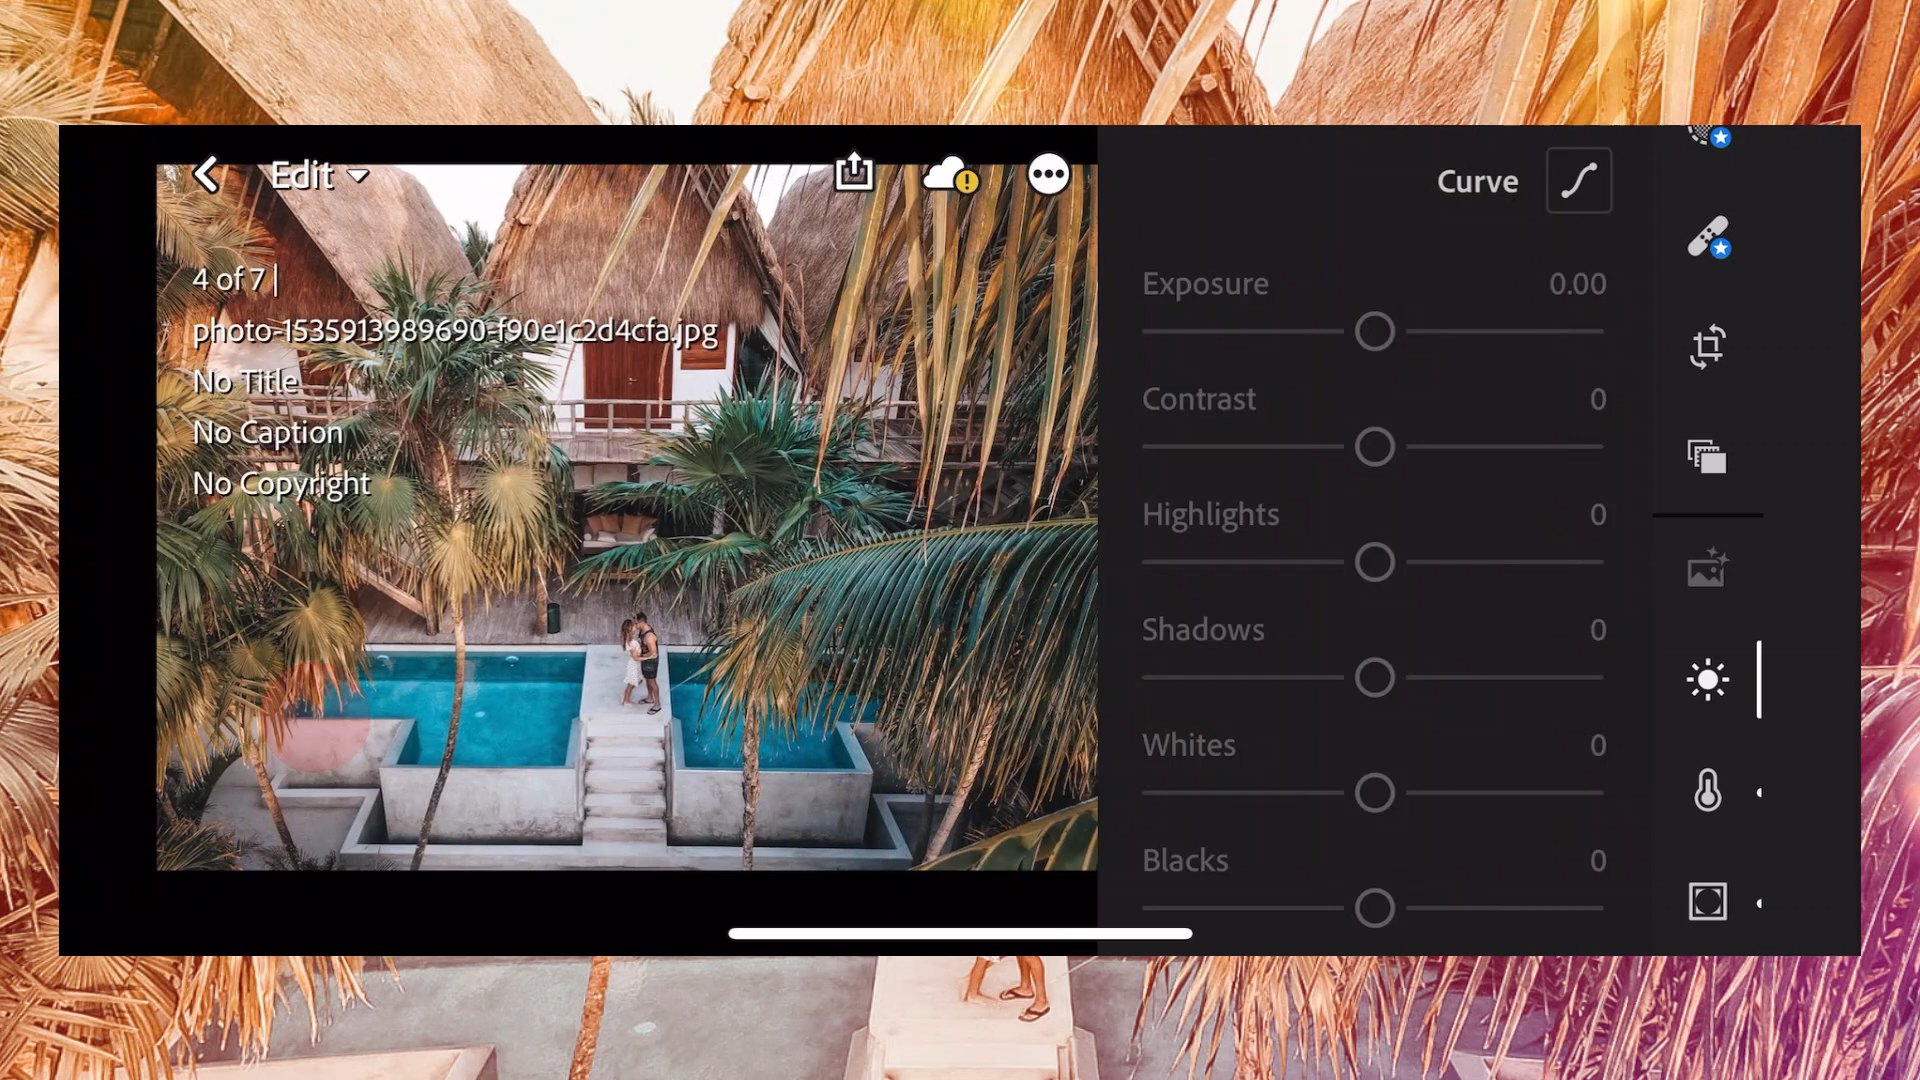 Edit
Curve
4 of 7 |
photo-1535913989690-f90e1c2d4cfa.jpg
No Title
No Caption
No Copyright
Exposure 0.00
Contrast 0
Highlights 0
Shadows 0
Whites 0
Blacks 0